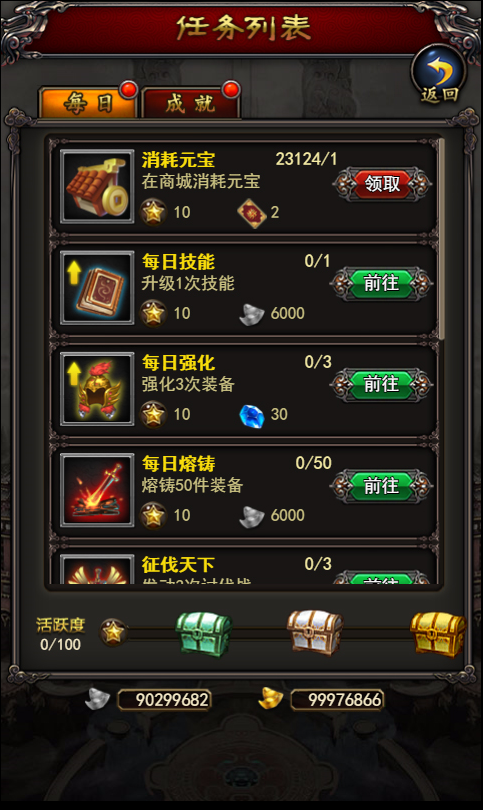 任务列表
返回
每日
成就
消耗元宝
23124/1
在商城消耗元宝
10
2
领取
每日技能
0/1
升级1次技能
10
6000
前往
每日强化
0/3
强化3次装备
10
30
前往
每日熔铸
0/50
熔铸50件装备
10
6000
前往
征伐天下
0/3
前往
活跃度
0/100
90299682
99976866